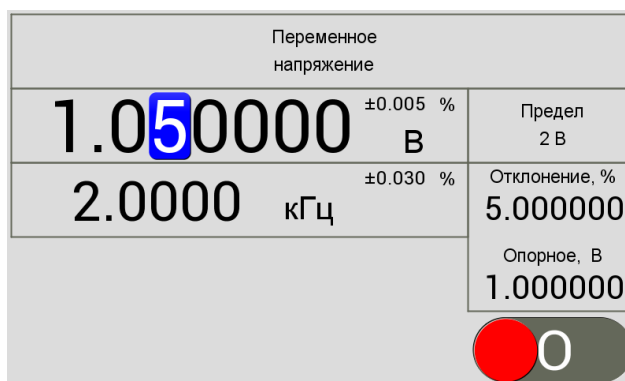 Переменное
напряжение
1.050000 ±0.005 % В
Предел
2 В
2.0000 кГц ±0.030 %
Отклонение, %
5.000000
Опорное, В
1.000000
O